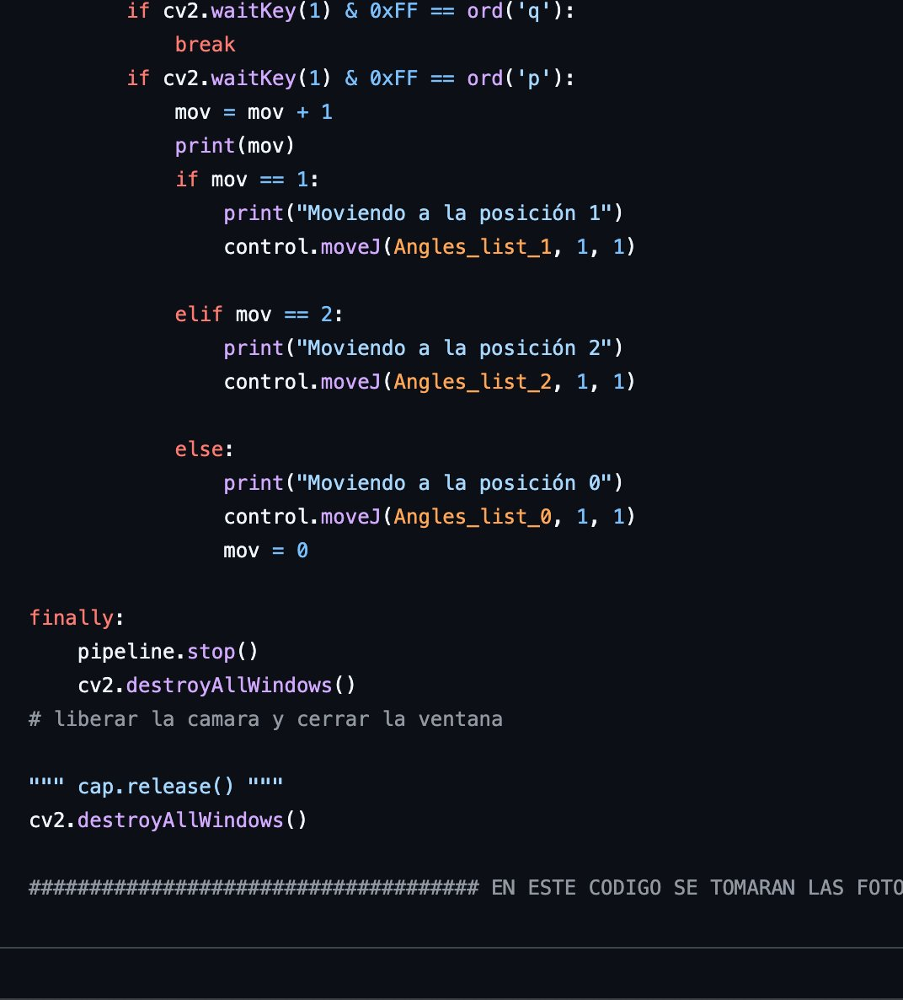 if cv2.waitKey(1) & 0xFF == ord('q'):
break
if cv2.waitKey(1) & 0xFF == ord('p'):
mov = mov + 1
print(mov)
if mov == 1:
print("Moviendo a la posición 1")
control.moveJ(Angles_list_1, 1, 1)
elif mov == 2:
print("Moviendo a la posición 2")
control.moveJ(Angles_list_2, 1, 1)
else:
print("Moviendo a la posición 0")
control.moveJ(Angles_list_0, 1, 1)
mov = 0
finally:
pipeline.stop()
cv2.destroyAllWindows()
# liberar la camara y cerrar la ventana
""" cap.release() """
cv2.destroyAllWindows()
##################################### EN ESTE CODIGO SE TOMARAN LAS FOTO